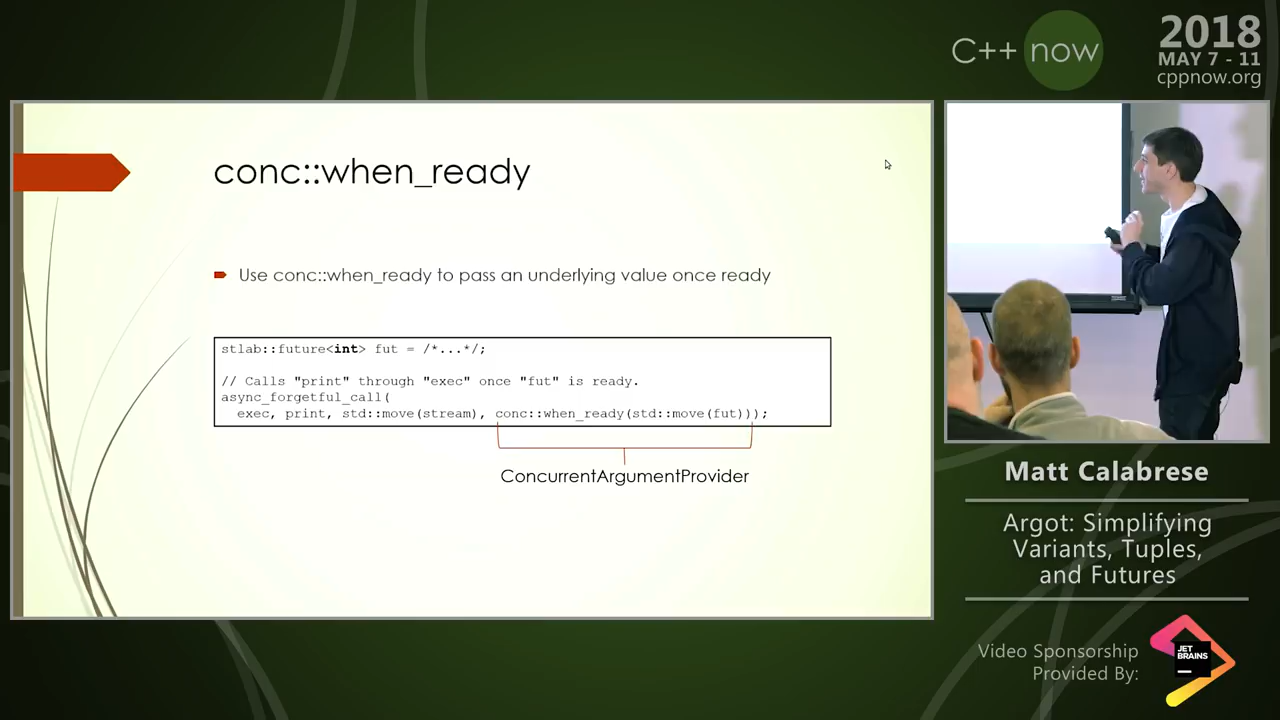 C++ now
2018
MAY 7 - 11
cppnow.org
conc::when_ready
Use conc::when_ready to pass an underlying value once ready
stlab::future<int> fut = /*...*/;
// Calls "print" through "exec" once "fut" is ready.
async_forgetful_call(
exec, print, std::move(stream), conc::when_ready(std::move(fut)));
ConcurrentArgumentProvider
Matt Calabrese
Argot: Simplifying
Variants, Tuples,
and Futures
Video Sponsorship
Provided By:
JET
BRAINS